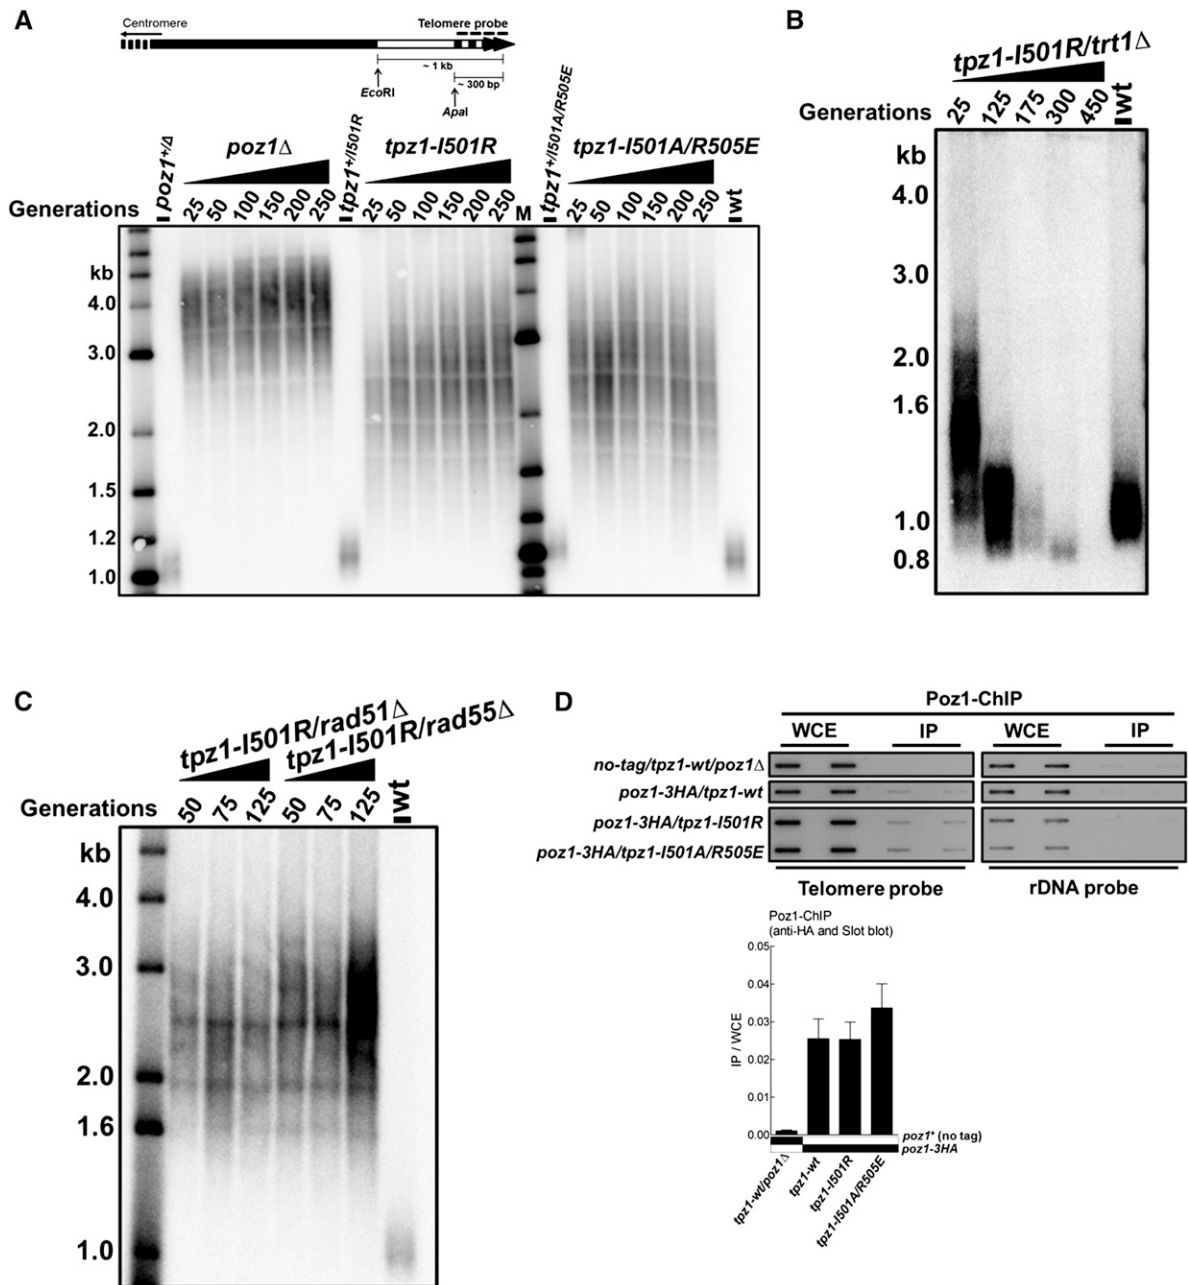 A
Centromere
Telomere probe
~ 1 kb
~ 300 bp
EcoRI
ApaI
poz1+/Δ
poz1Δ
tpz1+/I501R
tpz1-I501R
tpz1+/I501A/R505E
tpz1-I501A/R505E
wt
Generations
25 50 100 150 200 250
25 50 100 150 200 250
M
25 50 100 150 200 250
kb
4.0
3.0
2.0
1.5
1.2
1.0
B
tpz1-I501R/trt1Δ
Generations
25 125 175 300 450 wt
kb
4.0
3.0
2.0
1.6
1.0
0.8
C
tpz1-I501R/rad51Δ
tpz1-I501R/rad55Δ
Generations
50 75 125 50 75 125 wt
kb
4.0
3.0
2.0
1.6
1.0
D
Poz1-ChIP
WCE IP WCE IP
no-tag/tpz1-wt/poz1Δ
poz1-3HA/tpz1-wt
poz1-3HA/tpz1-I501R
poz1-3HA/tpz1-I501A/R505E
Telomere probe rDNA probe
Poz1-ChIP
(anti-HA and Slot blot)
IP / WCE
0.05
0.04
0.03
0.02
0.01
0.00
poz1+ (no tag)
poz1-3HA
tpz1-wt/poz1Δ
tpz1-wt
tpz1-I501R
tpz1-I501A/R505E